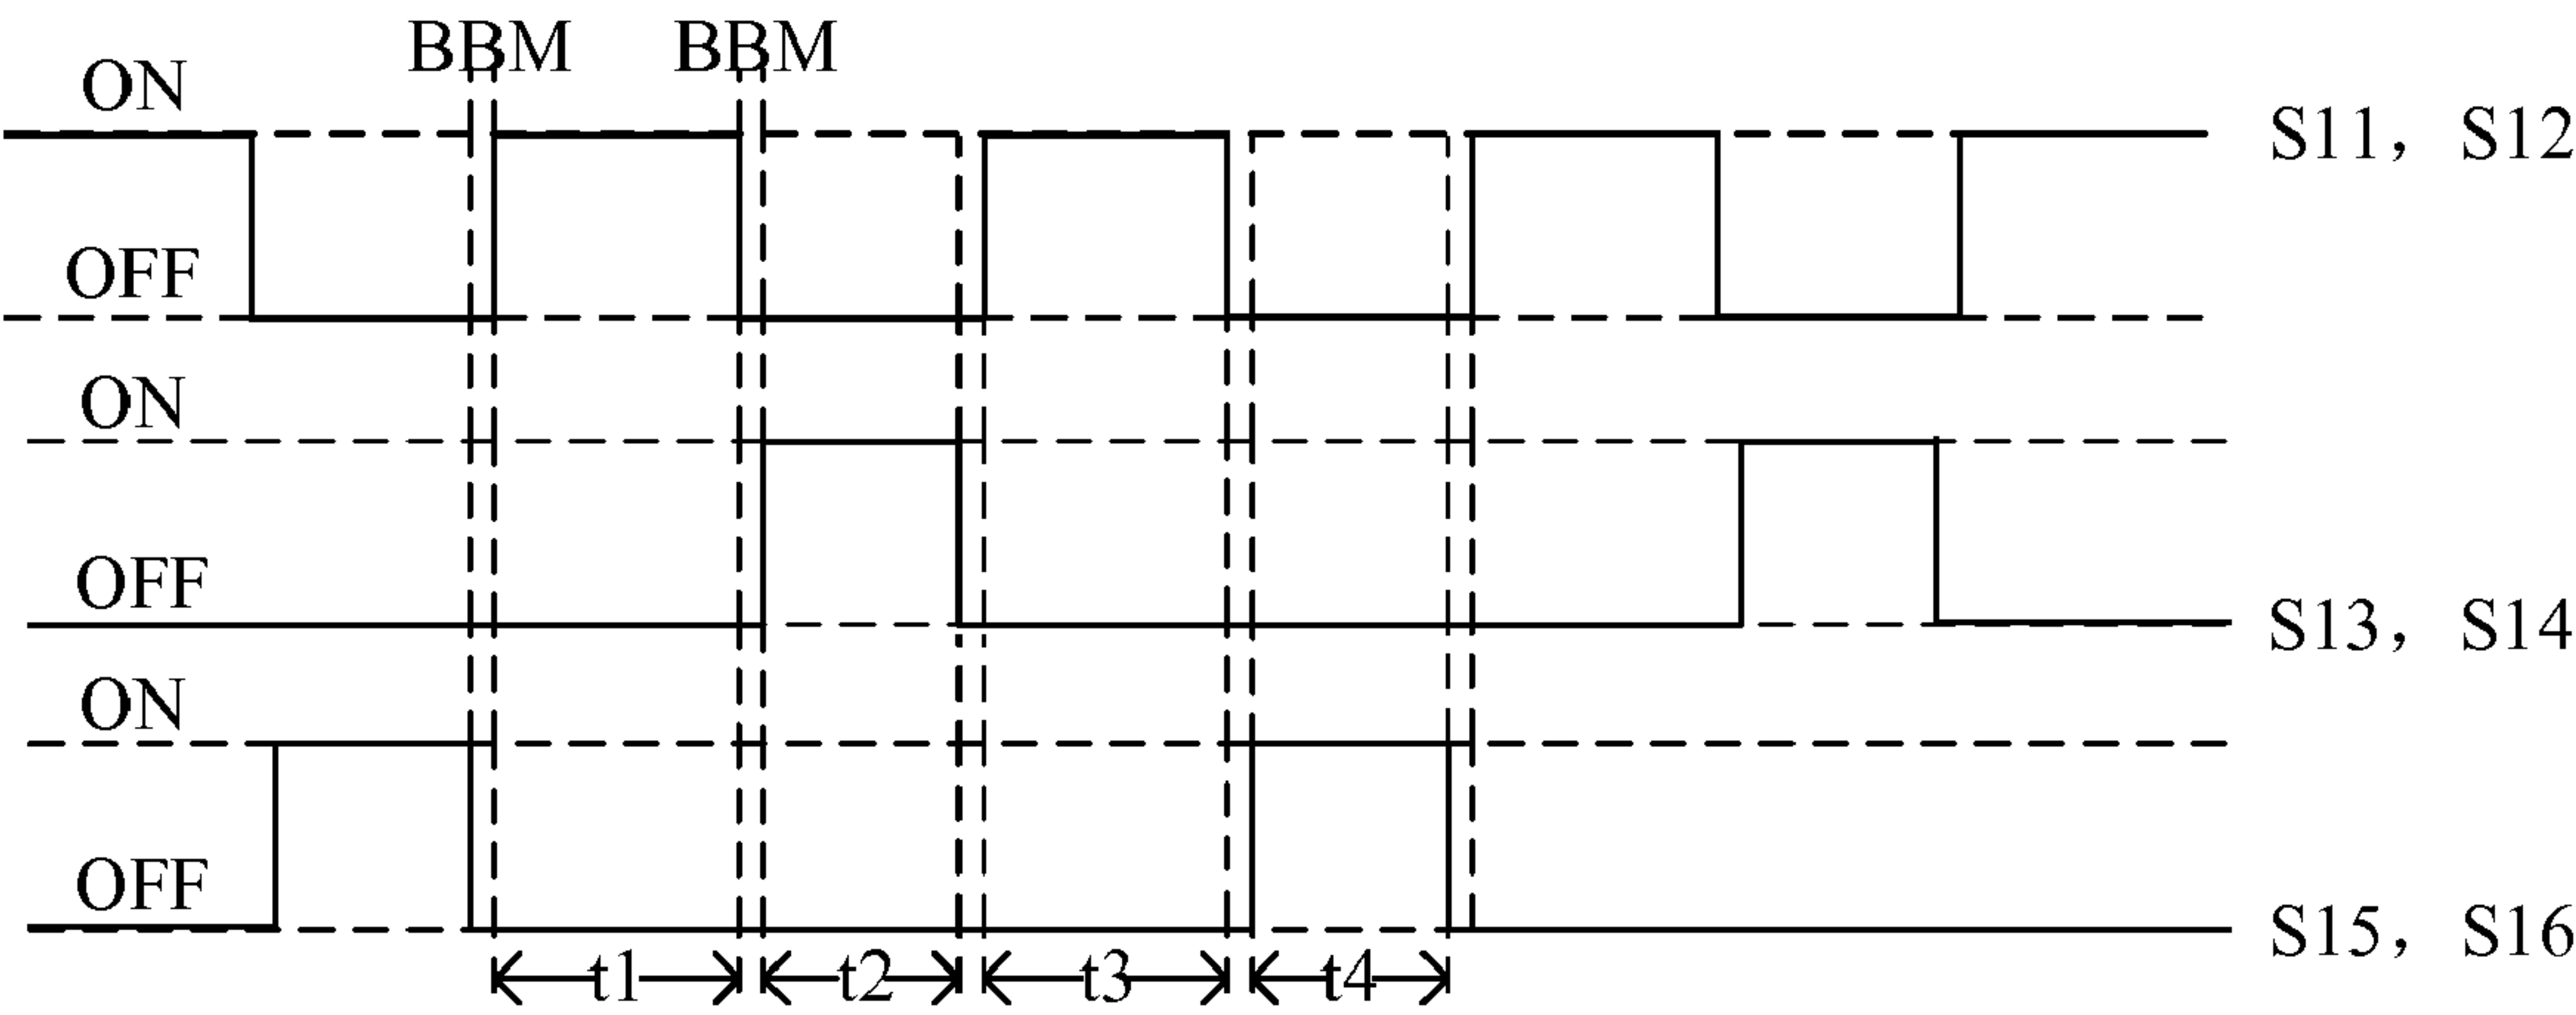 BBM BBM
ON
S11，S12
OFF
ON
OFF
S13，S14
ON
OFF
S15，S16
t1 t2 t3 t4